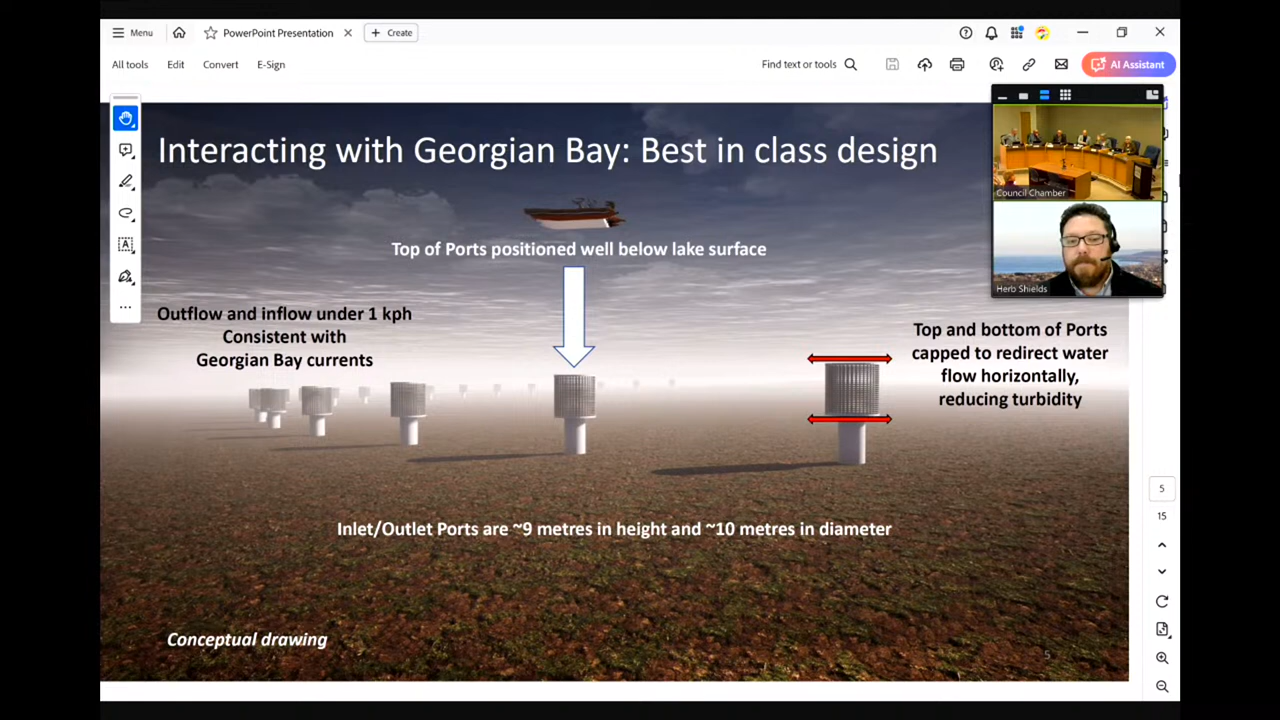 Menu
PowerPoint Presentation
Create
All tools
Edit
Convert
E-Sign
Find text or tools
AI Assistant
Interacting with Georgian Bay: Best in class design
Council Chamber
Herb Shields
Top of Ports positioned well below lake surface
Outflow and inflow under 1 kph
Consistent with
Georgian Bay currents
Top and bottom of Ports
capped to redirect water
flow horizontally,
reducing turbidity
Inlet/Outlet Ports are ~9 metres in height and ~10 metres in diameter
Conceptual drawing
5
5
15